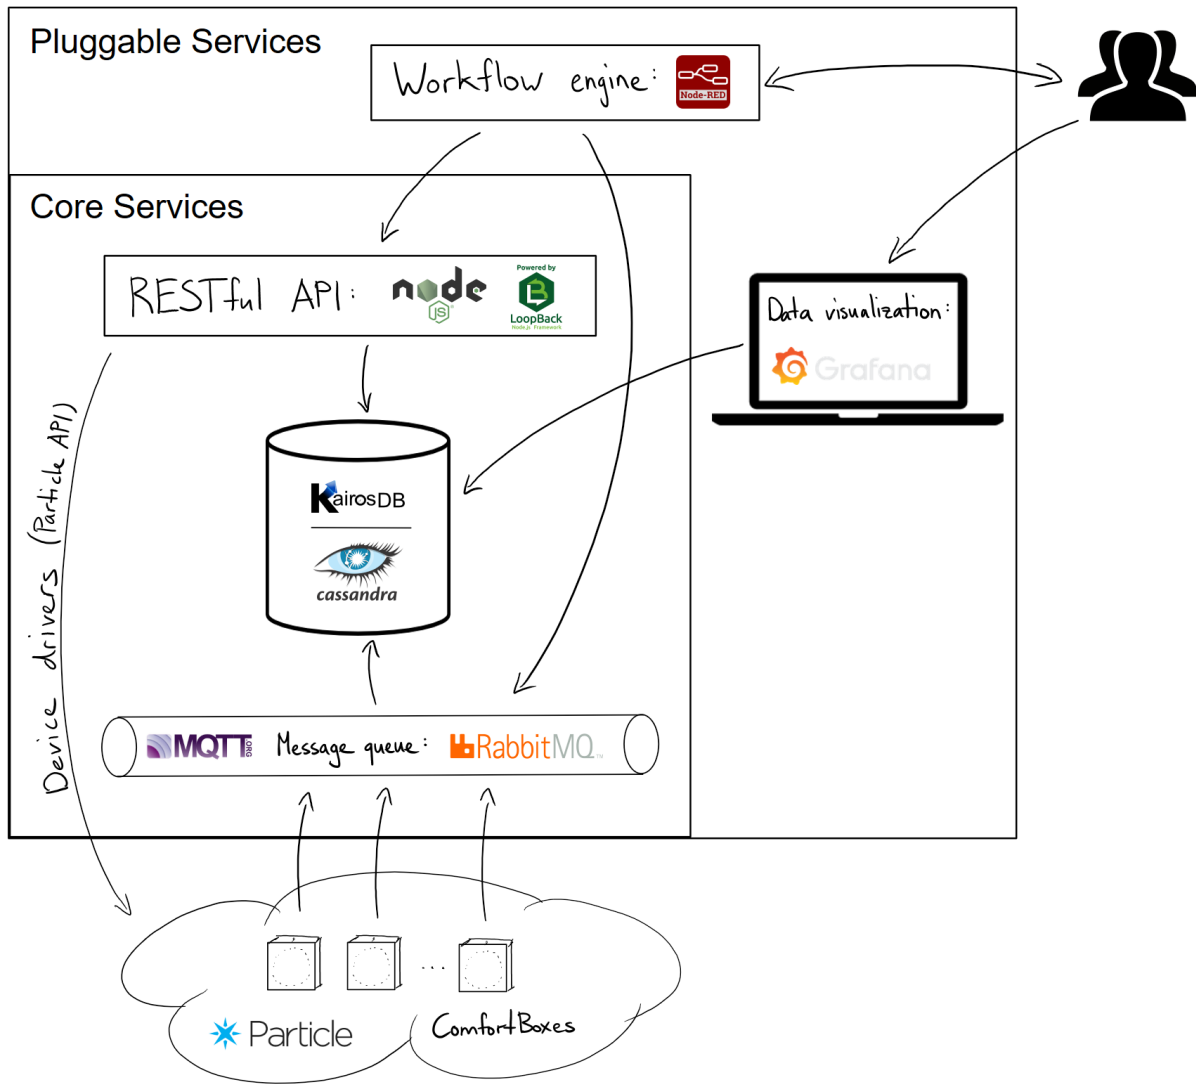 Pluggable Services
Workflow engine:
Node-RED
Core Services
RESTful API:
node
JS
Powered by
LoopBack
Node.js Framework
Data visualization:
Grafana
Device drivers (Particle API)
KairosDB
cassandra
MQTT.ORG
Message queue:
RabbitMQ
...
Particle
ComfortBoxes